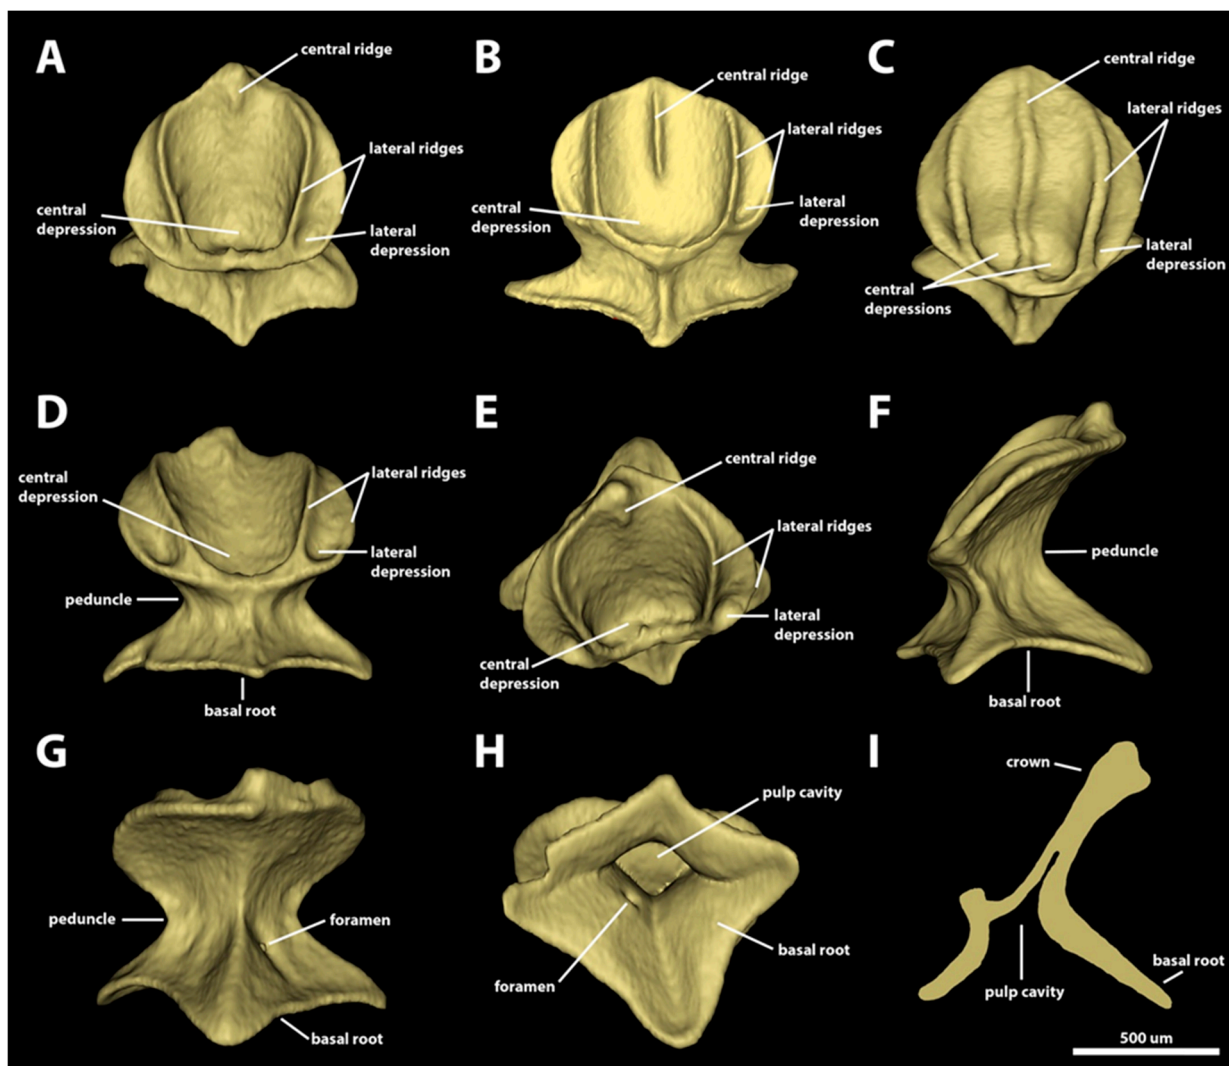 A
central ridge
lateral ridges
central
depression
lateral
depression
B
central ridge
lateral ridges
central
depression
lateral
depression
C
central ridge
lateral ridges
lateral
depression
central
depressions
D
central
depression
lateral ridges
lateral
depression
peduncle
basal root
E
central ridge
lateral ridges
lateral
depression
central
depression
F
peduncle
basal root
G
peduncle
foramen
basal root
H
pulp cavity
basal root
foramen
I
crown
basal root
pulp cavity
500 um